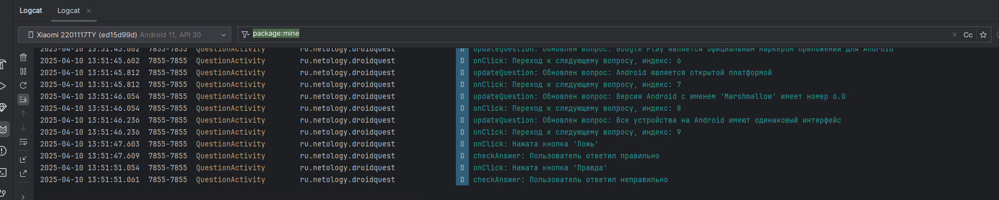 Logcat Logcat ×
Xiaomi 2201117TY (ed15d99d) Android 11, API 30 package:mine × Cc
2025-04-10 13:51:45.602 7855-7855 QuestionActivity ru.netology.droidquest D updateQuestion: Обновлен вопрос: Google Play является официальным маркером приложений для Android
2025-04-10 13:51:45.602 7855-7855 QuestionActivity ru.netology.droidquest D onClick: Переход к следующему вопросу, индекс: 6
2025-04-10 13:51:45.812 7855-7855 QuestionActivity ru.netology.droidquest D updateQuestion: Обновлен вопрос: Android является открытой платформой
2025-04-10 13:51:45.812 7855-7855 QuestionActivity ru.netology.droidquest D onClick: Переход к следующему вопросу, индекс: 7
2025-04-10 13:51:46.054 7855-7855 QuestionActivity ru.netology.droidquest D updateQuestion: Обновлен вопрос: Версия Android с именем 'Marshmallow' имеет номер 6.0
2025-04-10 13:51:46.054 7855-7855 QuestionActivity ru.netology.droidquest D onClick: Переход к следующему вопросу, индекс: 8
2025-04-10 13:51:46.236 7855-7855 QuestionActivity ru.netology.droidquest D updateQuestion: Обновлен вопрос: Все устройства на Android имеют одинаковый интерфейс
2025-04-10 13:51:46.236 7855-7855 QuestionActivity ru.netology.droidquest D onClick: Переход к следующему вопросу, индекс: 9
2025-04-10 13:51:47.603 7855-7855 QuestionActivity ru.netology.droidquest D onClick: Нажата кнопка 'Ложь'
2025-04-10 13:51:47.609 7855-7855 QuestionActivity ru.netology.droidquest D checkAnswer: Пользователь ответил правильно
2025-04-10 13:51:51.054 7855-7855 QuestionActivity ru.netology.droidquest D onClick: Нажата кнопка 'Правда'
2025-04-10 13:51:51.061 7855-7855 QuestionActivity ru.netology.droidquest D checkAnswer: Пользователь ответил неправильно